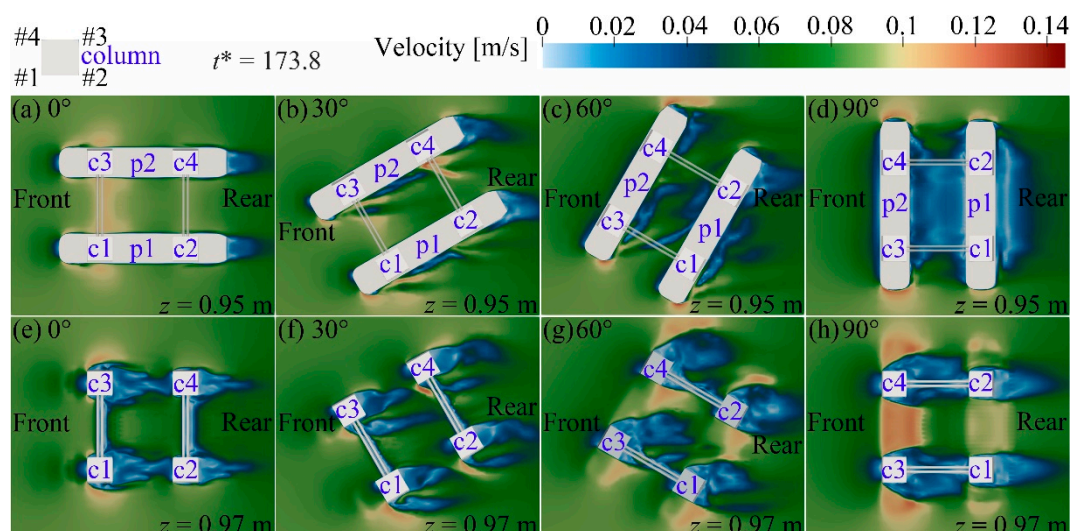 #4 #3
column
#1 #2
t* = 173.8
Velocity [m/s]
0 0.02 0.04 0.06 0.08 0.1 0.12 0.14
(a) 0°
c3 p2 c4
Front Rear
c1 p1 c2
z = 0.95 m
(b) 30°
c4
p2
c3
Rear
Front
c2
p1
c1
z = 0.95 m
(c) 60°
c4
p2
Rear
c2
c3
Front
p1
c1
z = 0.95 m
(d) 90°
c4 c2
Front p2 p1 Rear
c3 c1
z = 0.95 m
(e) 0°
c3 c4
Front Rear
c1 c2
z = 0.97 m
(f) 30°
c4
c3
Rear
Front
c2
c1
z = 0.97 m
(g) 60°
c4
c2
Front
c3
Rear
c1
z = 0.97 m
(h) 90°
c4 c2
Front Rear
c3 c1
z = 0.97 m